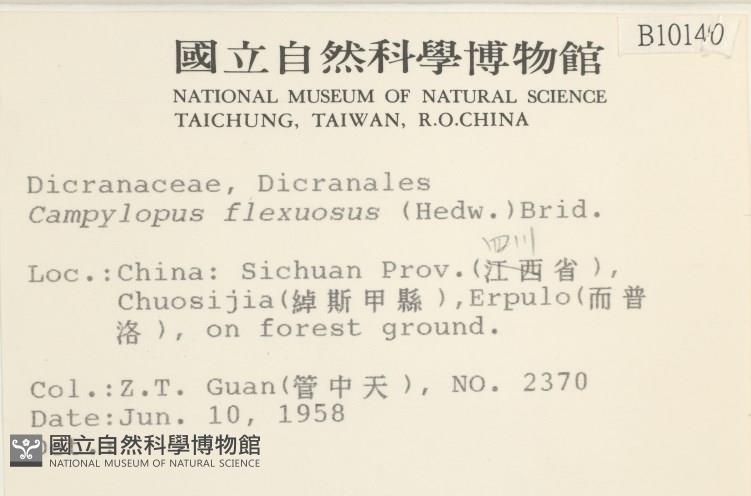 B10140
國立自然科學博物館
NATIONAL MUSEUM OF NATURAL SCIENCE
TAICHUNG, TAIWAN, R.O.CHINA
Dicranaceae, Dicranales
Campylopus flexuosus (Hedw.)Brid.
四川
Loc.:China: Sichuan Prov.(江西省),
Chuosijia(綽斯甲縣),Erpulo(而普
洛), on forest ground.
Col.:Z.T. Guan(管中天), NO. 2370
Date:Jun. 10, 1958
國立自然科學博物館
NATIONAL MUSEUM OF NATURAL SCIENCE